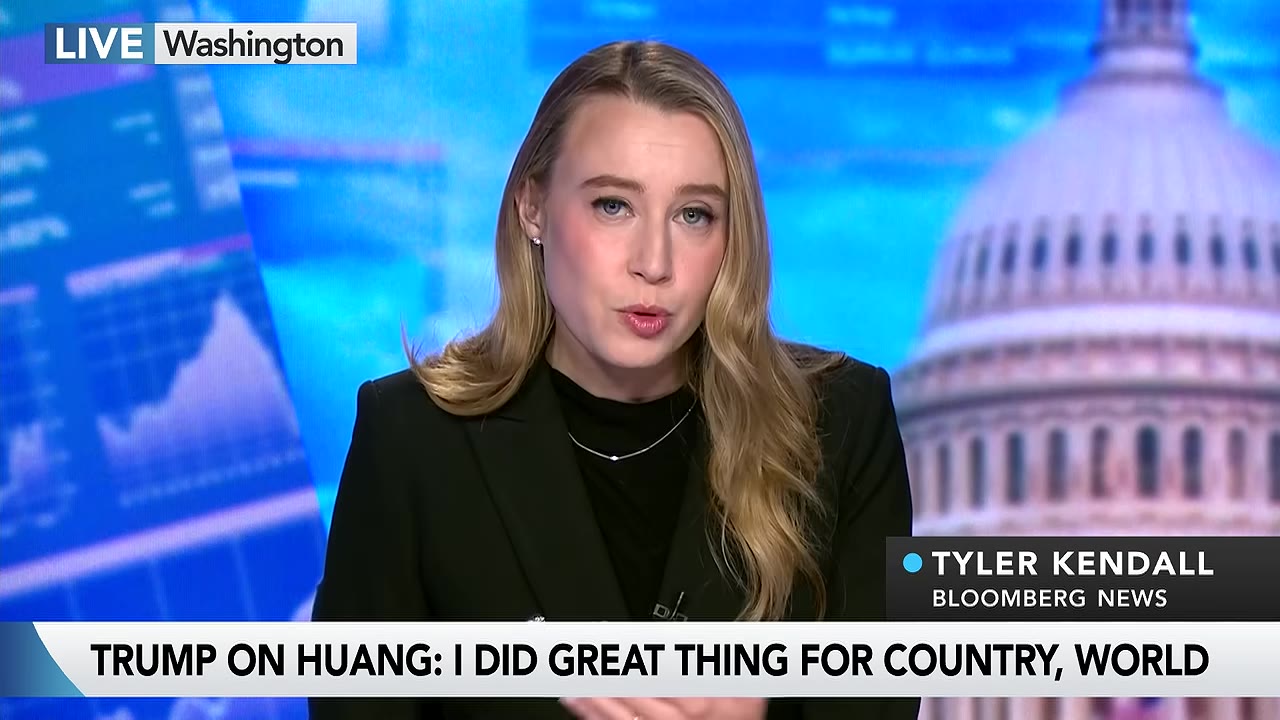 LIVE Washington
TYLER KENDALL
BLOOMBERG NEWS
TRUMP ON HUANG: I DID GREAT THING FOR COUNTRY, WORLD